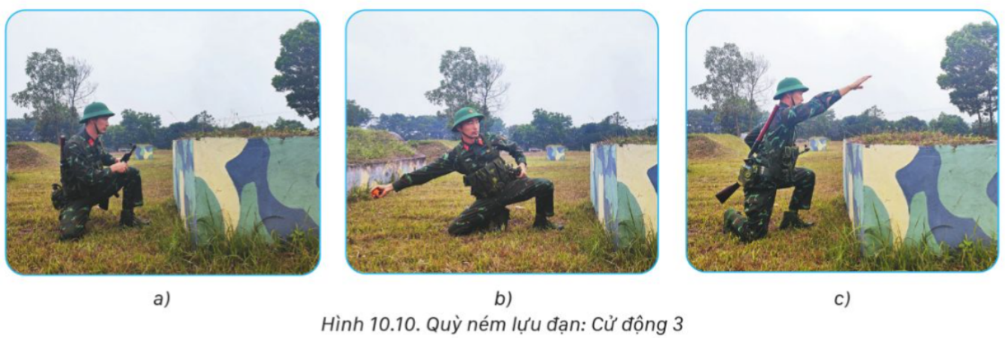 a)
b)
c)
Hình 10.10. Quỳ ném lựu đạn: Cử động 3